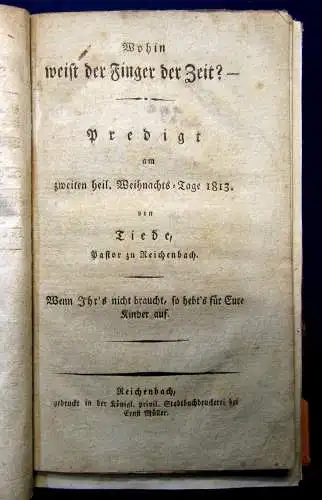 Wohin
weist der Finger der Zeit? —
Predigt
am
zweiten heil. Weihnachts-Tage 1813.
von
Tiede,
Pastor zu Reichenbach.
Wenn Ihr's nicht braucht, so hebt's für Eure
Kinder auf.
Reichenbach,
gedruckt in der Königl. privil. Stadtbuchdruckerei bei
Ernst Müller.